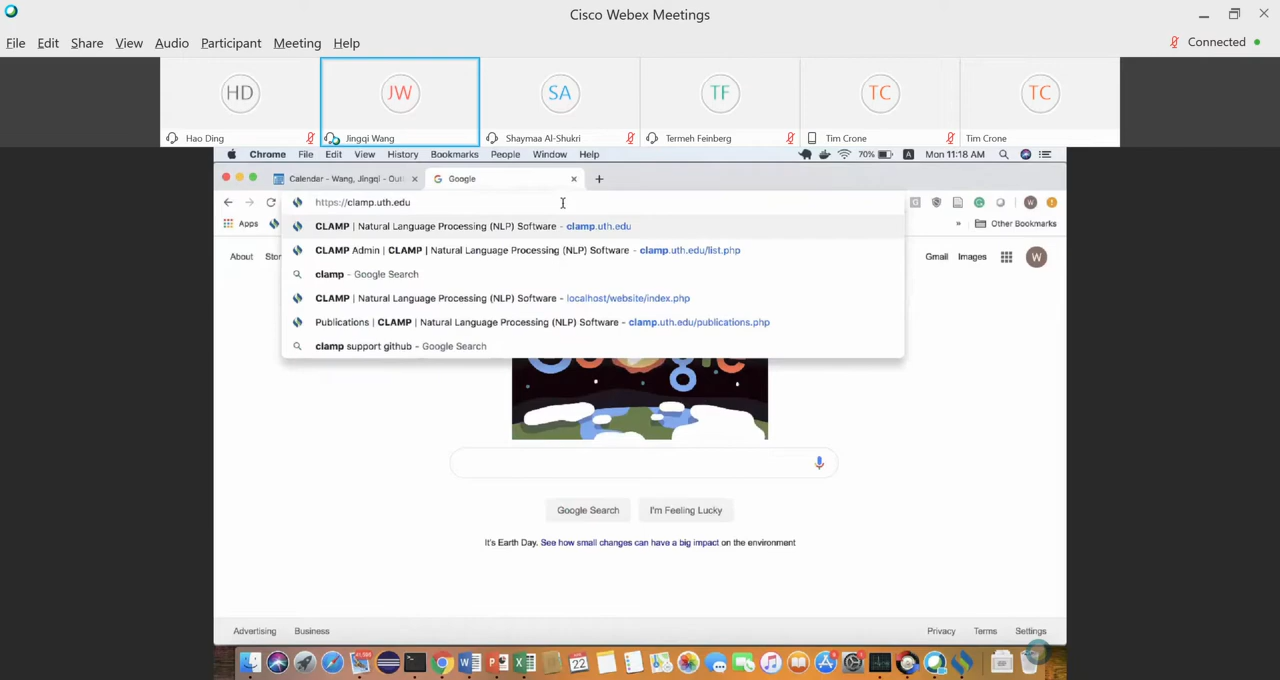 Cisco Webex Meetings
File Edit Share View Audio Participant Meeting Help
Connected
HD JW SA TF TC TC
Hao Ding Jingqi Wang Shaymaa Al-Shukri Termeh Feinberg Tim Crone Tim Crone
Chrome File Edit View History Bookmarks People Window Help 70% A Mon 11:18 AM
Calendar - Wang, Jingqi - Out Google
https://clamp.uth.edu W
Apps CLAMP | Natural Language Processing (NLP) Software - clamp.uth.edu » Other Bookmarks
About Stor CLAMP Admin | CLAMP | Natural Language Processing (NLP) Software - clamp.uth.edu/list.php Gmail Images W
clamp - Google Search
CLAMP | Natural Language Processing (NLP) Software - localhost/website/index.php
Publications | CLAMP | Natural Language Processing (NLP) Software - clamp.uth.edu/publications.php
clamp support github - Google Search
Google Search I'm Feeling Lucky
It's Earth Day. See how small changes can have a big impact on the environment
Advertising Business Privacy Terms Settings
22